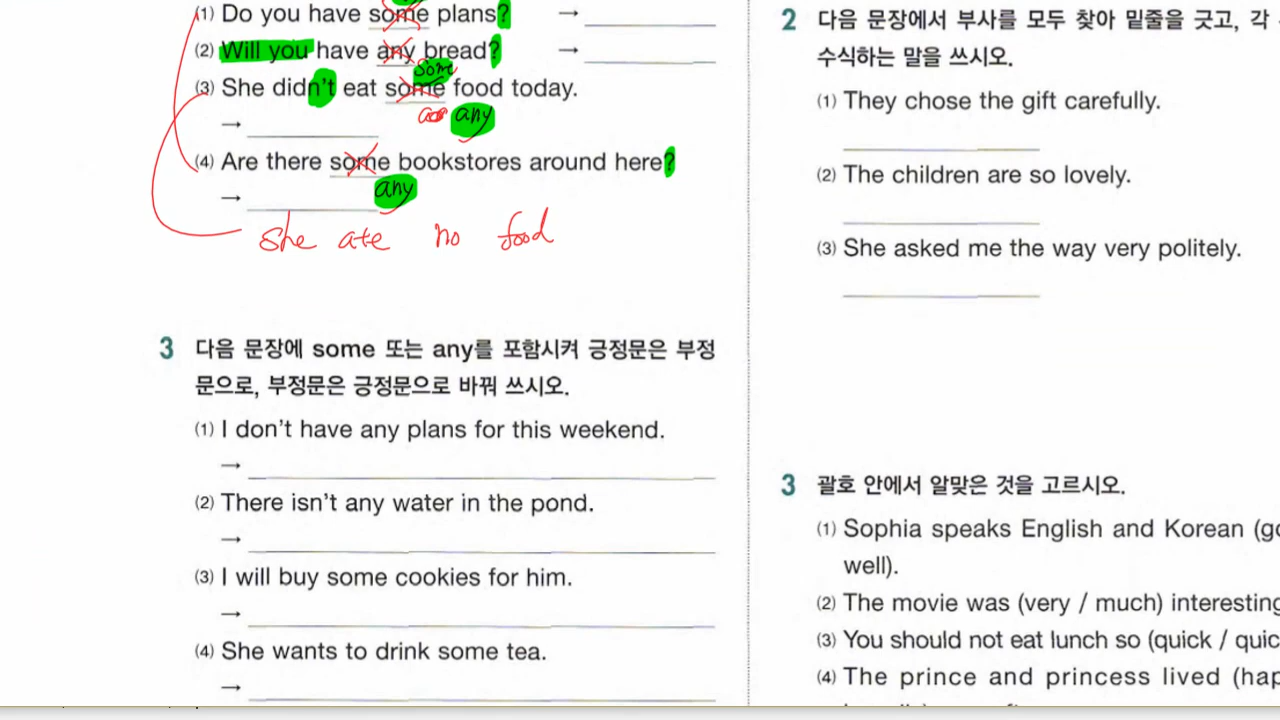 (1) Do you have some plans? →
(2) Will you have any bread? →
some
(3) She didn't eat some food today.
any
→
(4) Are there some bookstores around here?
→
any
she ate no food
3 다음 문장에 some 또는 any를 포함시켜 긍정문은 부정
문으로, 부정문은 긍정문으로 바꿔 쓰시오.
(1) I don't have any plans for this weekend.
→
(2) There isn't any water in the pond.
→
(3) I will buy some cookies for him.
→
(4) She wants to drink some tea.
→
2 다음 문장에서 부사를 모두 찾아 밑줄을 긋고, 각
수식하는 말을 쓰시오.
(1) They chose the gift carefully.
(2) The children are so lovely.
(3) She asked me the way very politely.
3 괄호 안에서 알맞은 것을 고르시오.
(1) Sophia speaks English and Korean (go
well).
(2) The movie was (very / much) interesting
(3) You should not eat lunch so (quick / quic
(4) The prince and princess lived (hap